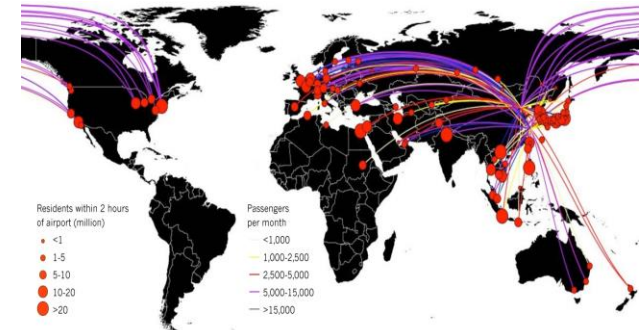 Residents within 2 hours
of airport (million)
<1
1-5
5-10
10-20
>20
Passengers
per month
<1,000
1,000-2,500
2,500-5,000
5,000-15,000
>15,000